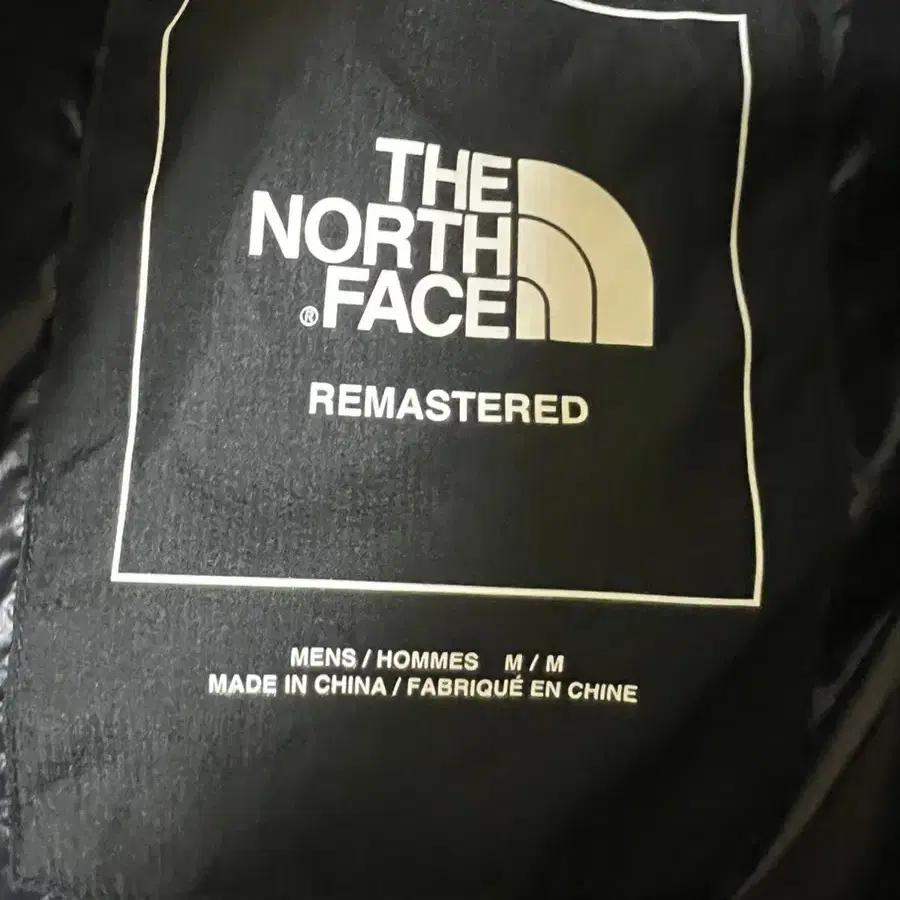 THE
NORTH
®FACE
REMASTERED
MENS / HOMMES M / M
MADE IN CHINA / FABRIQUÉ EN CHINE